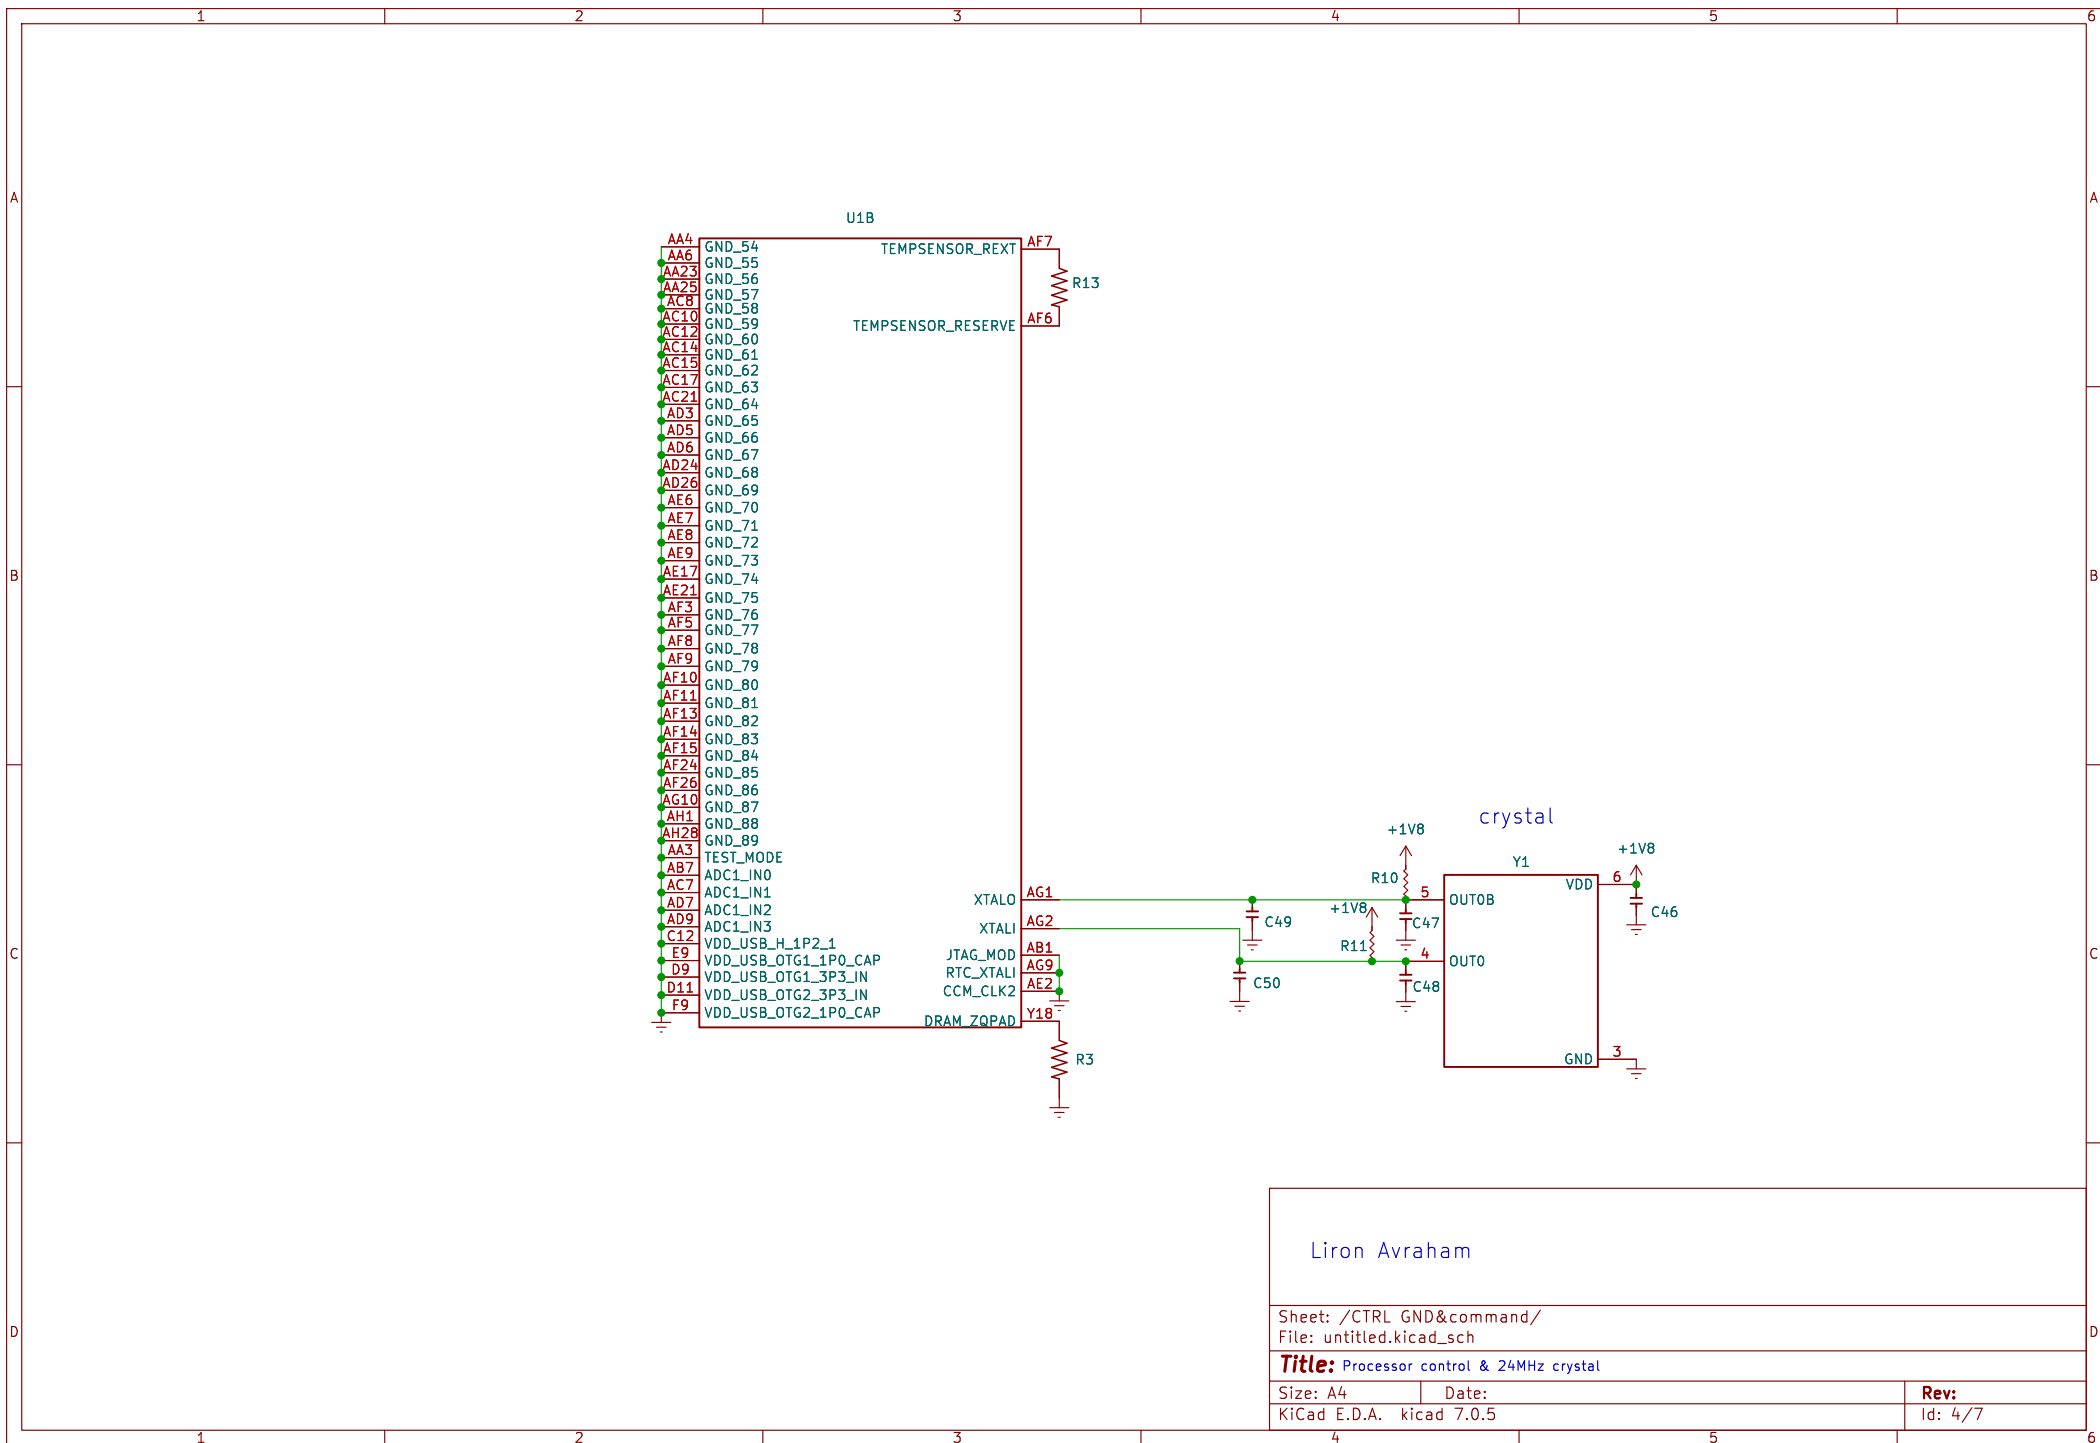 1 2 3 4 5 6
A A
U1B
AA4 GND_54 TEMPSENSOR_REXT AF7
AA6 GND_55
AA23 GND_56
R13
AA25 GND_57
AC8 GND_58
AC10 GND_59 TEMPSENSOR_RESERVE AF6
AC12 GND_60
AC14 GND_61
AC15 GND_62
AC17 GND_63
AC21 GND_64
AD3 GND_65
AD5 GND_66
AD6 GND_67
AD24 GND_68
AD26 GND_69
AE6 GND_70
AE7 GND_71
AE8 GND_72
AE9 GND_73
B B
AE17 GND_74
AE21 GND_75
AF3 GND_76
AF5 GND_77
AF8 GND_78
AF9 GND_79
AF10 GND_80
AF11 GND_81
AF13 GND_82
AF14 GND_83
AF15 GND_84
AF24 GND_85
AF26 GND_86
AG10 GND_87
AH1 GND_88
AH28 GND_89
AA3 TEST_MODE
AB7 ADC1_IN0
AC7 ADC1_IN1
AD7 ADC1_IN2
AD9 ADC1_IN3
C12 VDD_USB_H_1P2_1
E9 VDD_USB_OTG1_1P0_CAP
D9 VDD_USB_OTG1_3P3_IN
D11 VDD_USB_OTG2_3P3_IN
F9 VDD_USB_OTG2_1P0_CAP
XTALO AG1
XTALI AG2
JTAG_MOD AB1
RTC_XTALI AG9
CCM_CLK2 AE2
DRAM_ZQPAD Y18
R3
crystal
+1V8
+1V8
Y1
R10
VDD 6
5 OUT0B
+1V8
C46
C49
C47
R11
C C
4 OUT0
C50
C48
GND 3
Liron Avraham
Sheet: /CTRL GND&command/
File: untitled.kicad_sch
D D
Title: Processor control & 24MHz crystal
Size: A4 Date: Rev:
KiCad E.D.A. kicad 7.0.5 Id: 4/7
1 2 3 4 5 6